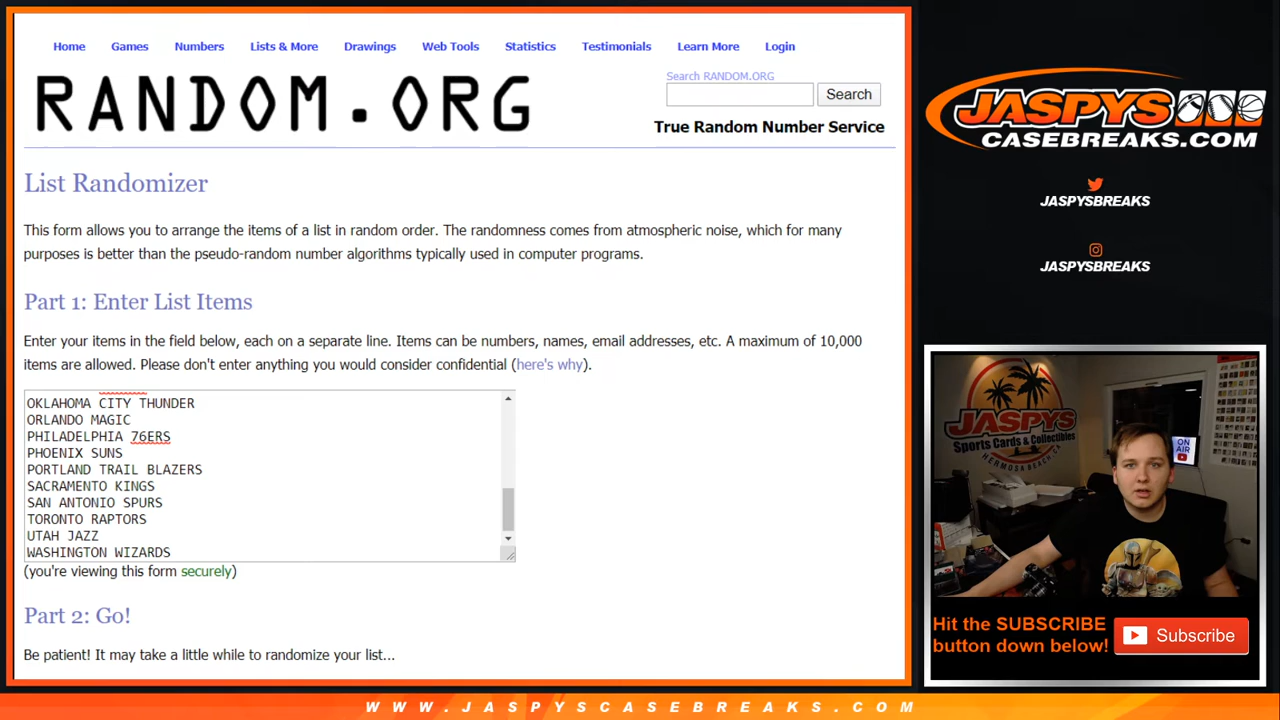 Home Games Numbers Lists & More Drawings Web Tools Statistics Testimonials Learn More Login
RANDOM.ORG
Search RANDOM.ORG
Search
True Random Number Service
List Randomizer
This form allows you to arrange the items of a list in random order. The randomness comes from atmospheric noise, which for many
purposes is better than the pseudo-random number algorithms typically used in computer programs.
Part 1: Enter List Items
Enter your items in the field below, each on a separate line. Items can be numbers, names, email addresses, etc. A maximum of 10,000
items are allowed. Please don't enter anything you would consider confidential (here's why).
OKLAHOMA CITY THUNDER
ORLANDO MAGIC
PHILADELPHIA 76ERS
PHOENIX SUNS
PORTLAND TRAIL BLAZERS
SACRAMENTO KINGS
SAN ANTONIO SPURS
TORONTO RAPTORS
UTAH JAZZ
WASHINGTON WIZARDS
(you're viewing this form securely)
Part 2: Go!
Be patient! It may take a little while to randomize your list...
JASPYS
CASEBREAKS.COM
JASPYSBREAKS
JASPYSBREAKS
JASPYS
Sports Cards & Collectibles
HERMOSA BEACH, CA
ON
AIR
Hit the SUBSCRIBE
button down below!
Subscribe
WWW.JASPYSCASEBREAKS.COM